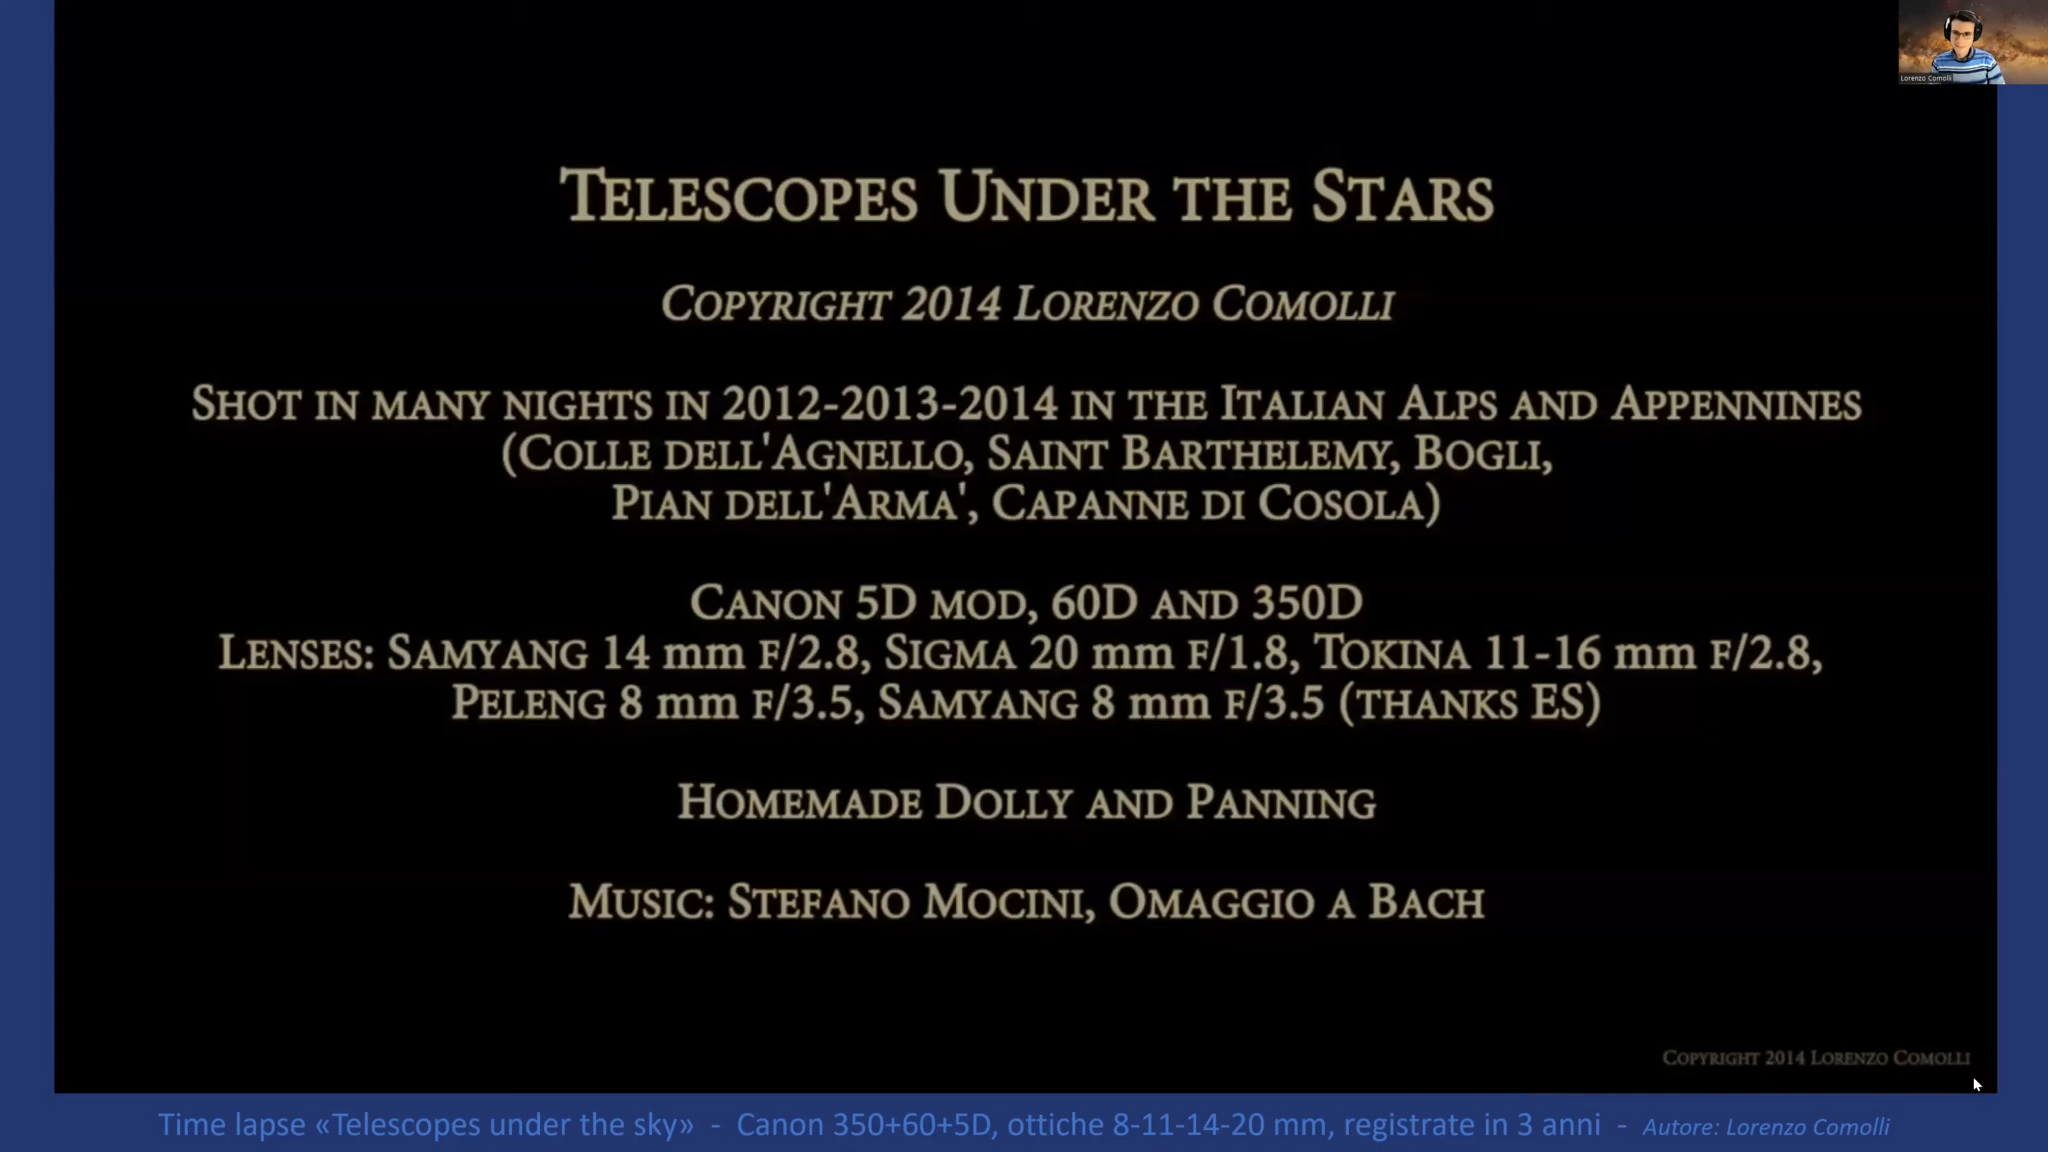 Lorenzo Comolli
Telescopes Under the Stars
Copyright 2014 Lorenzo Comolli
Shot in many nights in 2012-2013-2014 in the Italian Alps and Appennines
(Colle dell'Agnello, Saint Barthelemy, Bogli,
Pian dell'Arma', Capanne di Cosola)
Canon 5D mod, 60D and 350D
Lenses: Samyang 14 mm f/2.8, Sigma 20 mm f/1.8, Tokina 11-16 mm f/2.8,
Peleng 8 mm f/3.5, Samyang 8 mm f/3.5 (thanks ES)
Homemade Dolly and Panning
Music: Stefano Mocini, Omaggio a Bach
Copyright 2014 Lorenzo Comolli
Time lapse «Telescopes under the sky» - Canon 350+60+5D, ottiche 8-11-14-20 mm, registrate in 3 anni - Autore: Lorenzo Comolli